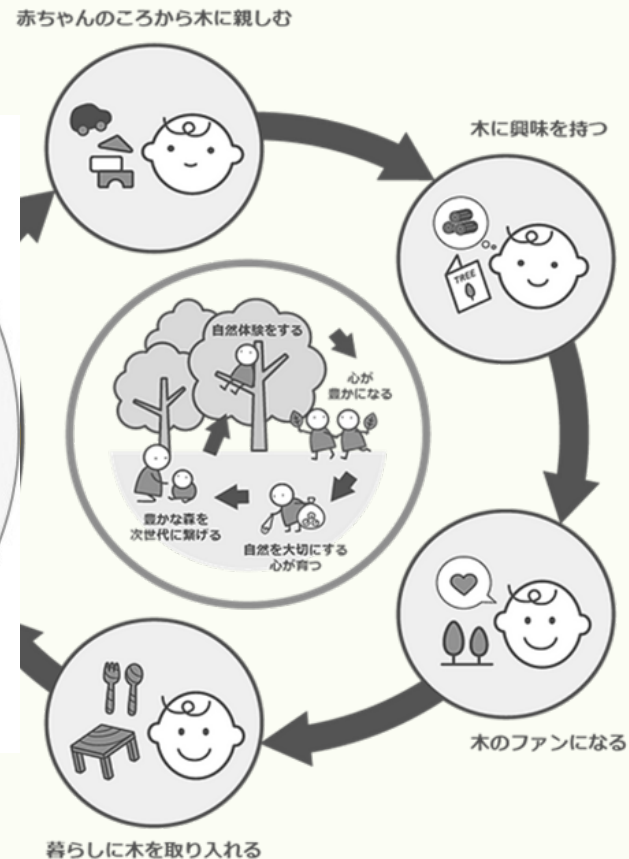 赤ちゃんのころから木に親しむ
木に興味を持つ
TREE
自然体験をする
心が
豊かになる
豊かな森を
次世代に繋げる
自然を大切にする
心が育つ
木のファンになる
暮らしに木を取り入れる